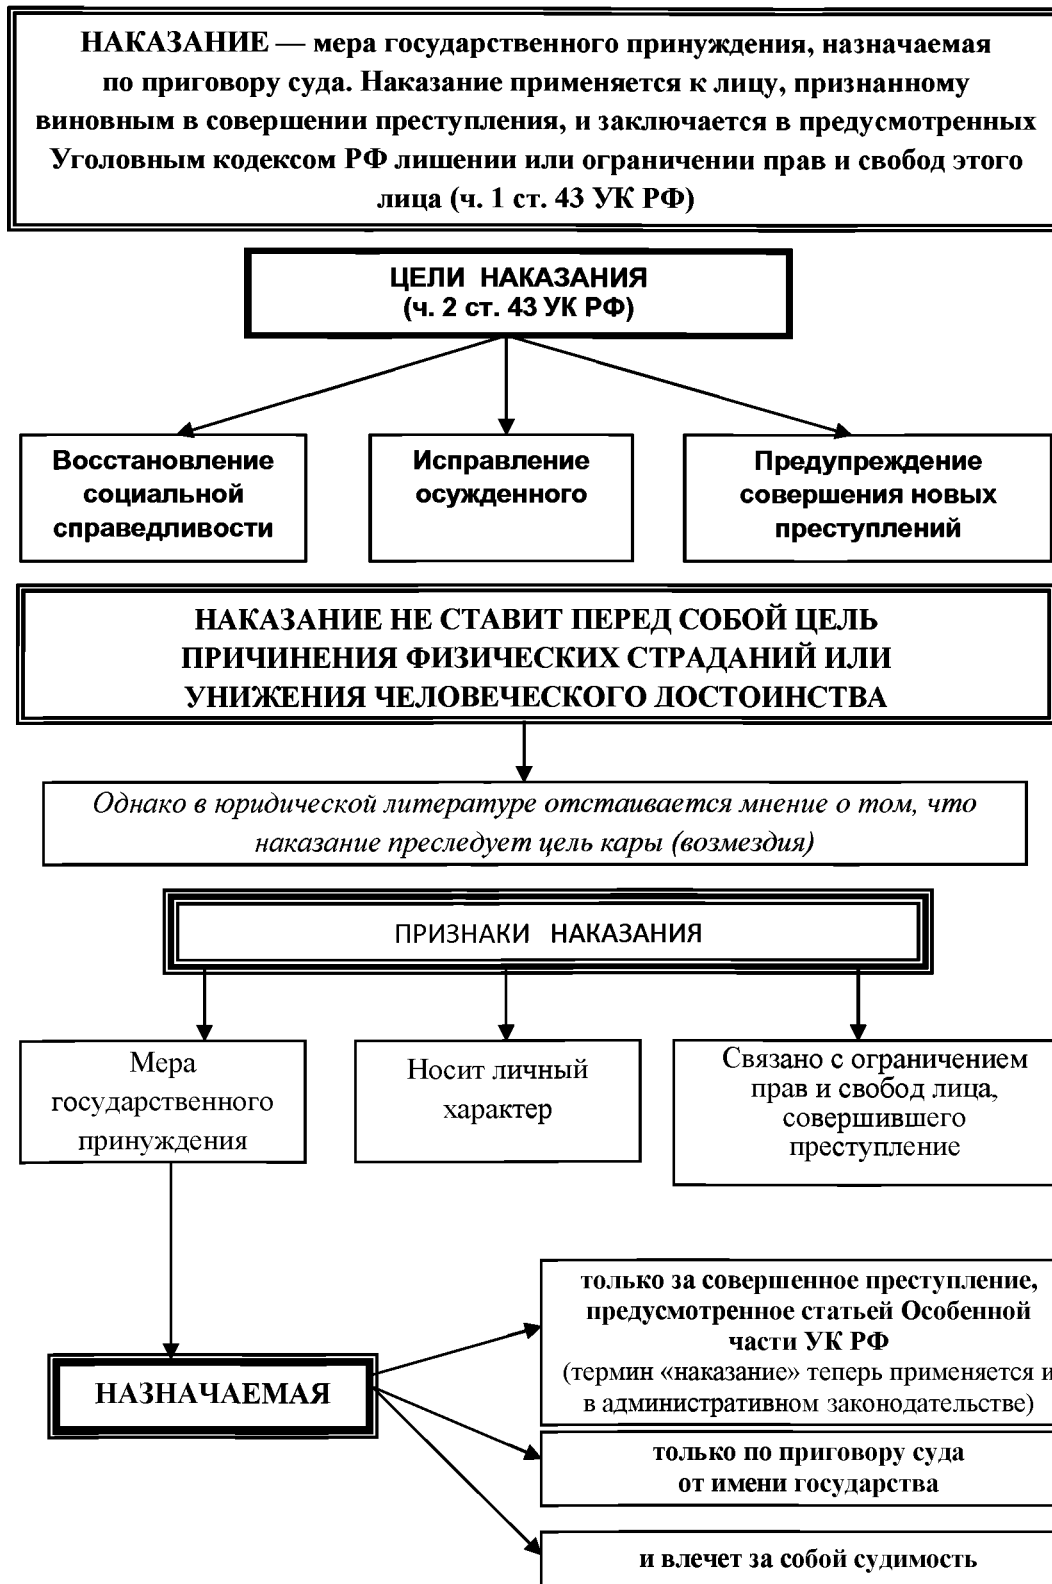 НАКАЗАНИЕ — мера государственного принуждения, назначаемая
по приговору суда. Наказание применяется к лицу, признанному
виновным в совершении преступления, и заключается в предусмотренных
Уголовным кодексом РФ лишении или ограничении прав и свобод этого
лица (ч. 1 ст. 43 УК РФ)
ЦЕЛИ НАКАЗАНИЯ
(ч. 2 ст. 43 УК РФ)
Восстановление
социальной
справедливости
Исправление
осужденного
Предупреждение
совершения новых
преступлений
НАКАЗАНИЕ НЕ СТАВИТ ПЕРЕД СОБОЙ ЦЕЛЬ
ПРИЧИНЕНИЯ ФИЗИЧЕСКИХ СТРАДАНИЙ ИЛИ
УНИЖЕНИЯ ЧЕЛОВЕЧЕСКОГО ДОСТОИНСТВА
Однако в юридической литературе отстаивается мнение о том, что
наказание преследует цель кары (возмездия)
ПРИЗНАКИ НАКАЗАНИЯ
Мера
государственного
принуждения
Носит личный
характер
Связано с ограничением
прав и свобод лица,
совершившего
преступление
НАЗНАЧАЕМАЯ
только за совершенное преступление,
предусмотренное статьей Особенной
части УК РФ
(термин «наказание» теперь применяется и
в административном законодательстве)
только по приговору суда
от имени государства
и влечет за собой судимость